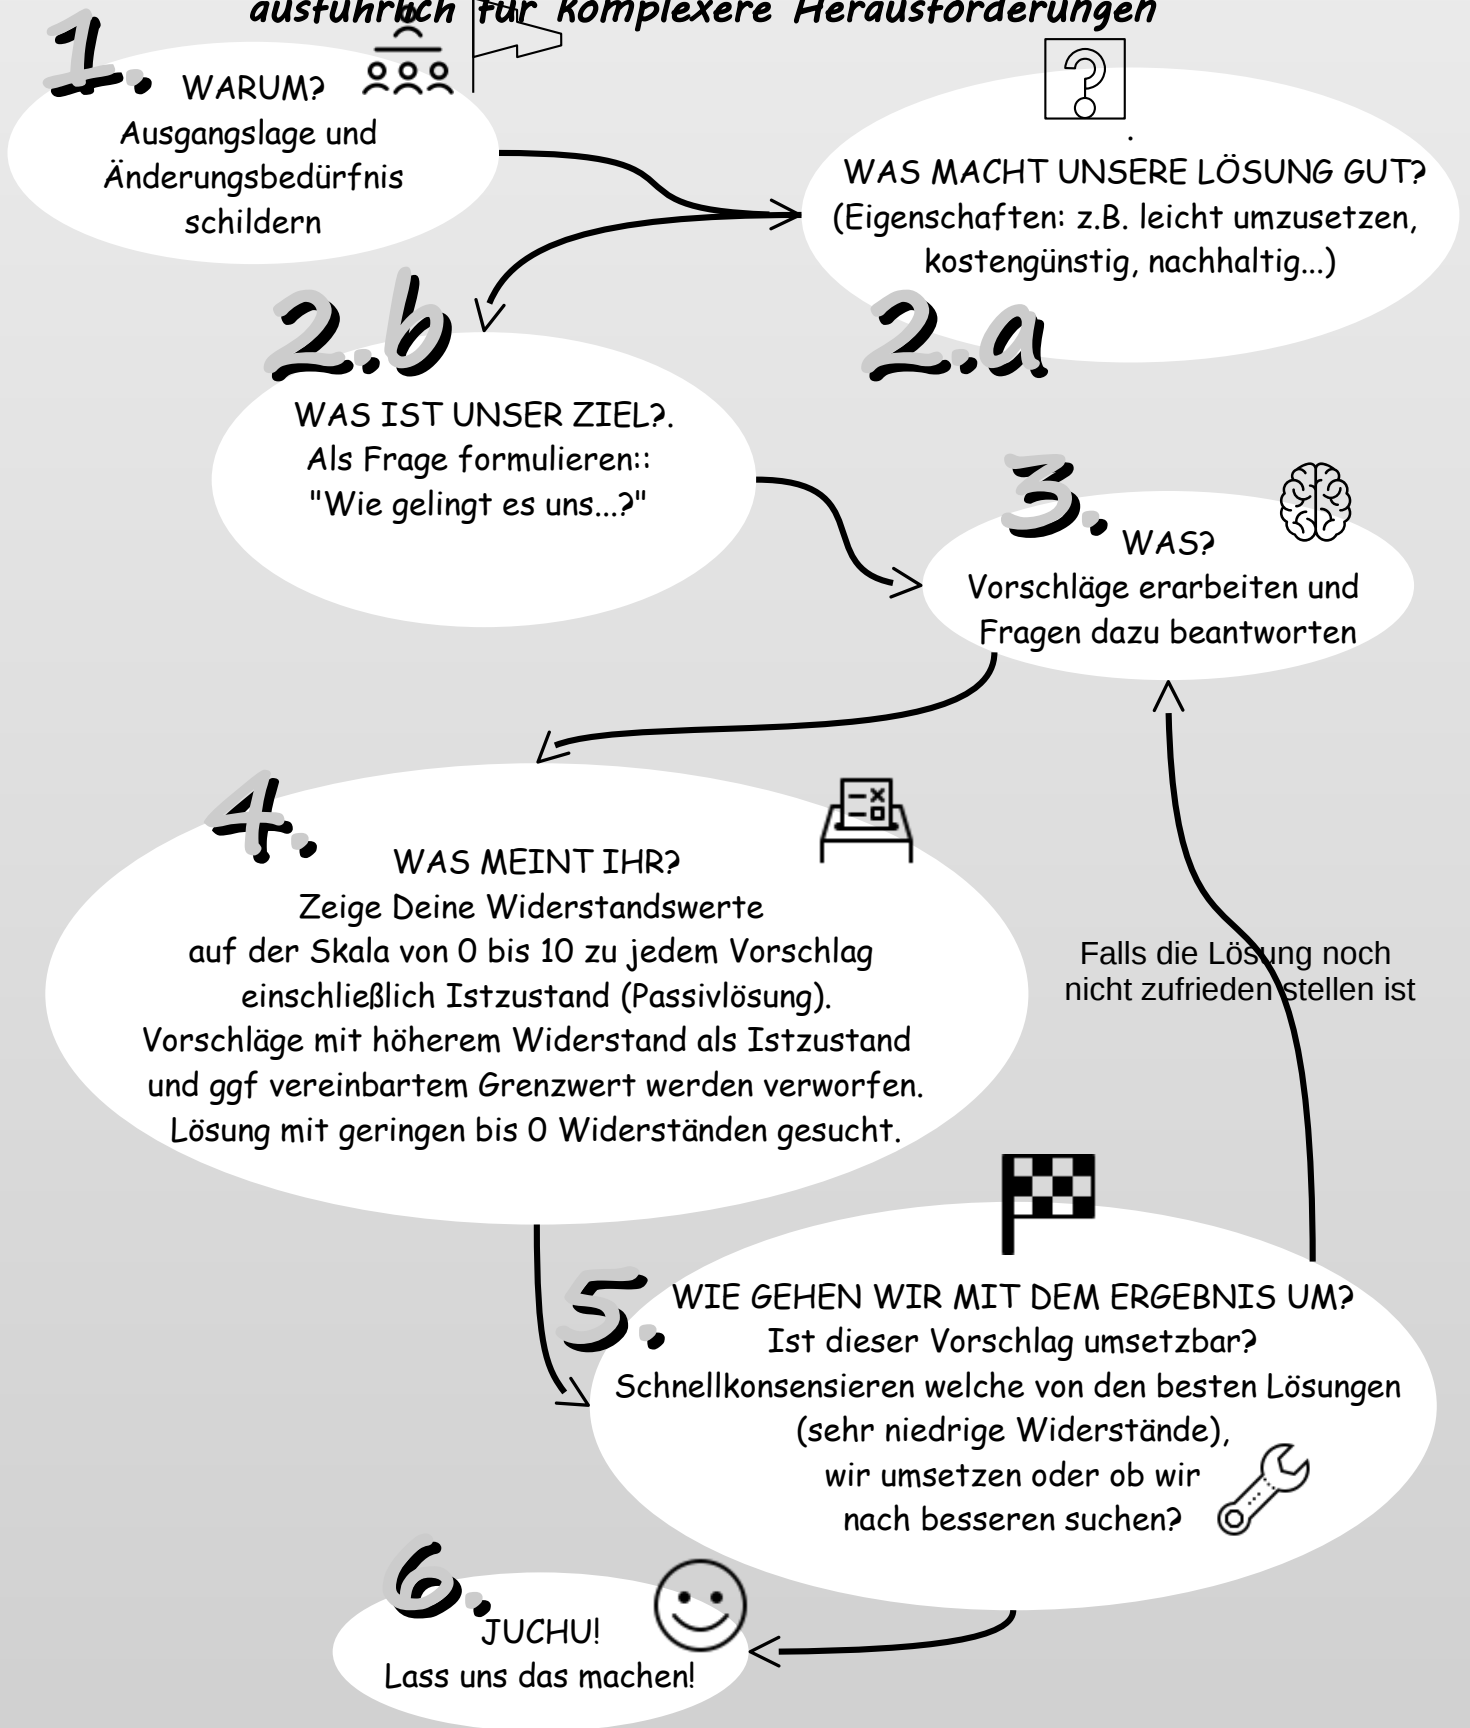 ausführlich für komplexere Herausforderungen
1.
WARUM?
Ausgangslage und
Änderungsbedürfnis
schildern
.
WAS MACHT UNSERE LÖSUNG GUT?
(Eigenschaften: z.B. leicht umzusetzen,
kostengünstig, nachhaltig...)
2.a
2.b
WAS IST UNSER ZIEL?.
Als Frage formulieren::
"Wie gelingt es uns...?"
3.
WAS?
Vorschläge erarbeiten und
Fragen dazu beantworten
4.
WAS MEINT IHR?
Zeige Deine Widerstandswerte
auf der Skala von 0 bis 10 zu jedem Vorschlag
einschließlich Istzustand (Passivlösung).
Vorschläge mit höherem Widerstand als Istzustand
und ggf vereinbartem Grenzwert werden verworfen.
Lösung mit geringen bis 0 Widerständen gesucht.
Falls die Lösung noch
nicht zufrieden stellen ist
5.
WIE GEHEN WIR MIT DEM ERGEBNIS UM?
Ist dieser Vorschlag umsetzbar?
Schnellkonsensieren welche von den besten Lösungen
(sehr niedrige Widerstände),
wir umsetzen oder ob wir
nach besseren suchen?
6.
JUCHU!
Lass uns das machen!